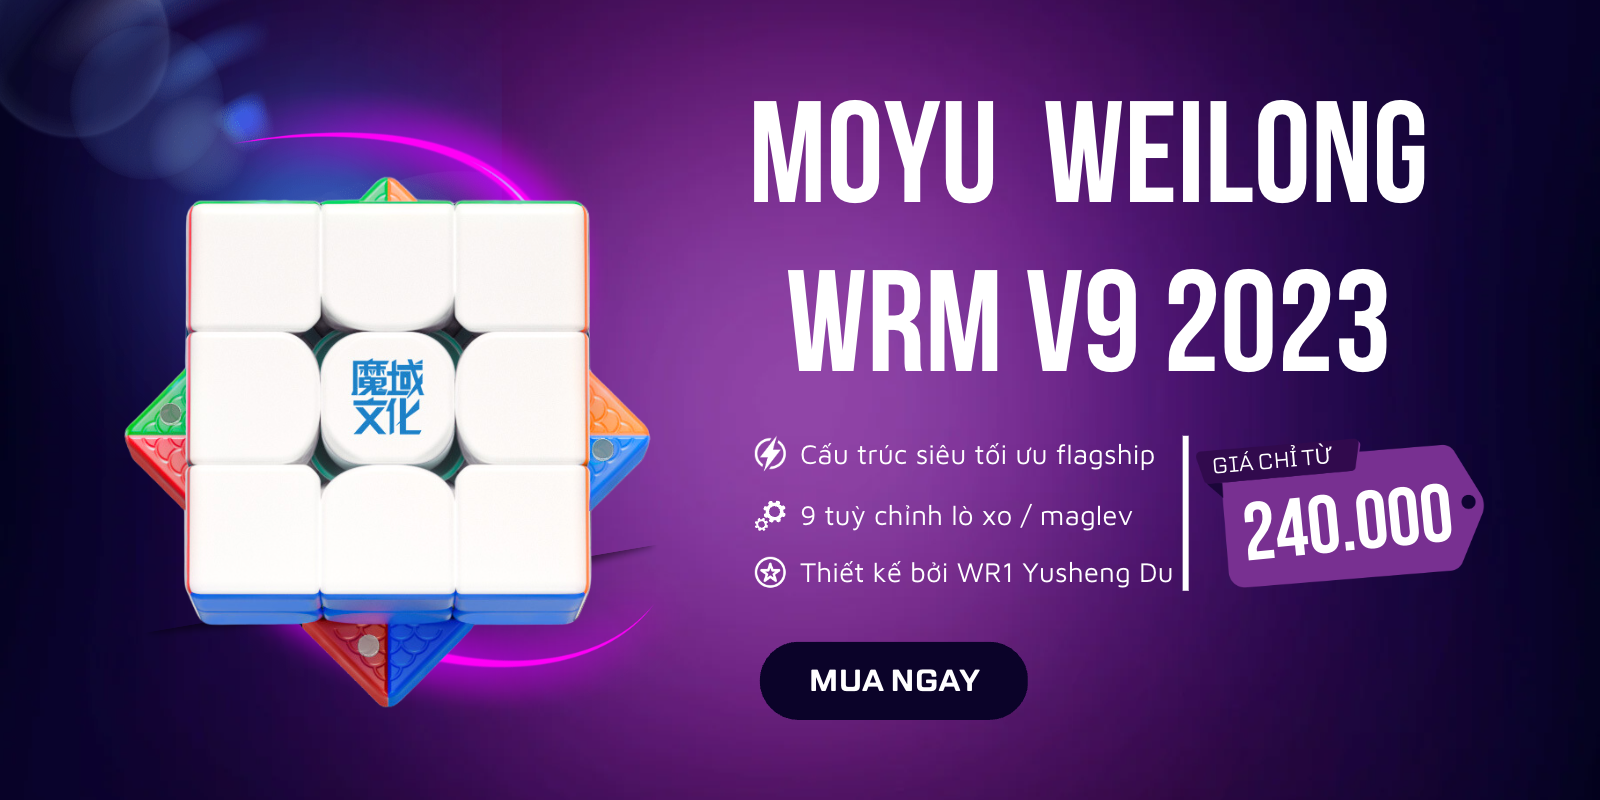 MOYU WEILONG
WRM V9 2023
魔域
文化
Cấu trúc siêu tối ưu flagship
9 tuỳ chỉnh lò xo / maglev
Thiết kế bởi WR1 Yusheng Du
GIÁ CHỈ TỪ
240.000
MUA NGAY